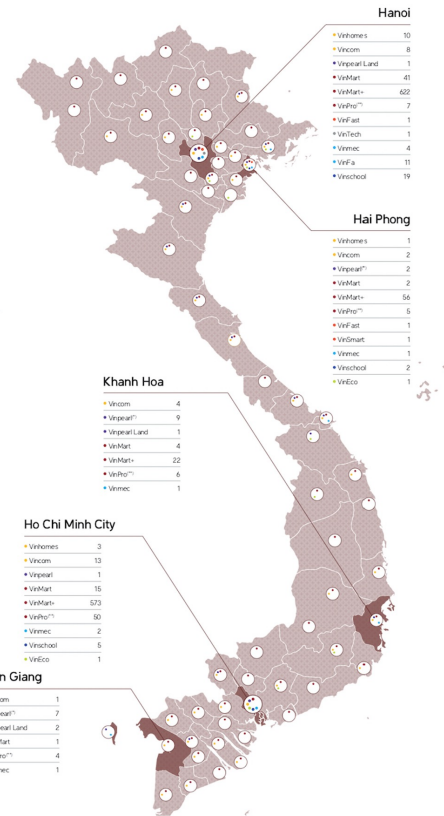 Hanoi
Vinhomes 10
Vincom 8
Vinpearl Land 1
VinMart 41
VinMart+ 622
VinPro(**) 7
VinFast 1
VinTech 1
Vinmec 4
VinFa 11
Vinschool 19
Hai Phong
Vinhomes 1
Vincom 2
Vinpearl(*) 2
VinMart 2
VinMart+ 56
VinPro(**) 5
VinFast 1
VinSmart 1
Vinmec 1
Vinschool 2
VinEco 1
Khanh Hoa
Vincom 4
Vinpearl(*) 9
Vinpearl Land 1
VinMart 4
VinMart+ 22
VinPro(**) 6
Vinmec 1
Ho Chi Minh City
Vinhomes 3
Vincom 13
Vinpearl 1
VinMart 15
VinMart+ 573
VinPro(**) 50
Vinmec 2
Vinschool 5
VinEco 1
n Giang
om 1
earl(*) 7
earl Land 2
Mart 1
ro(**) 4
mec 1